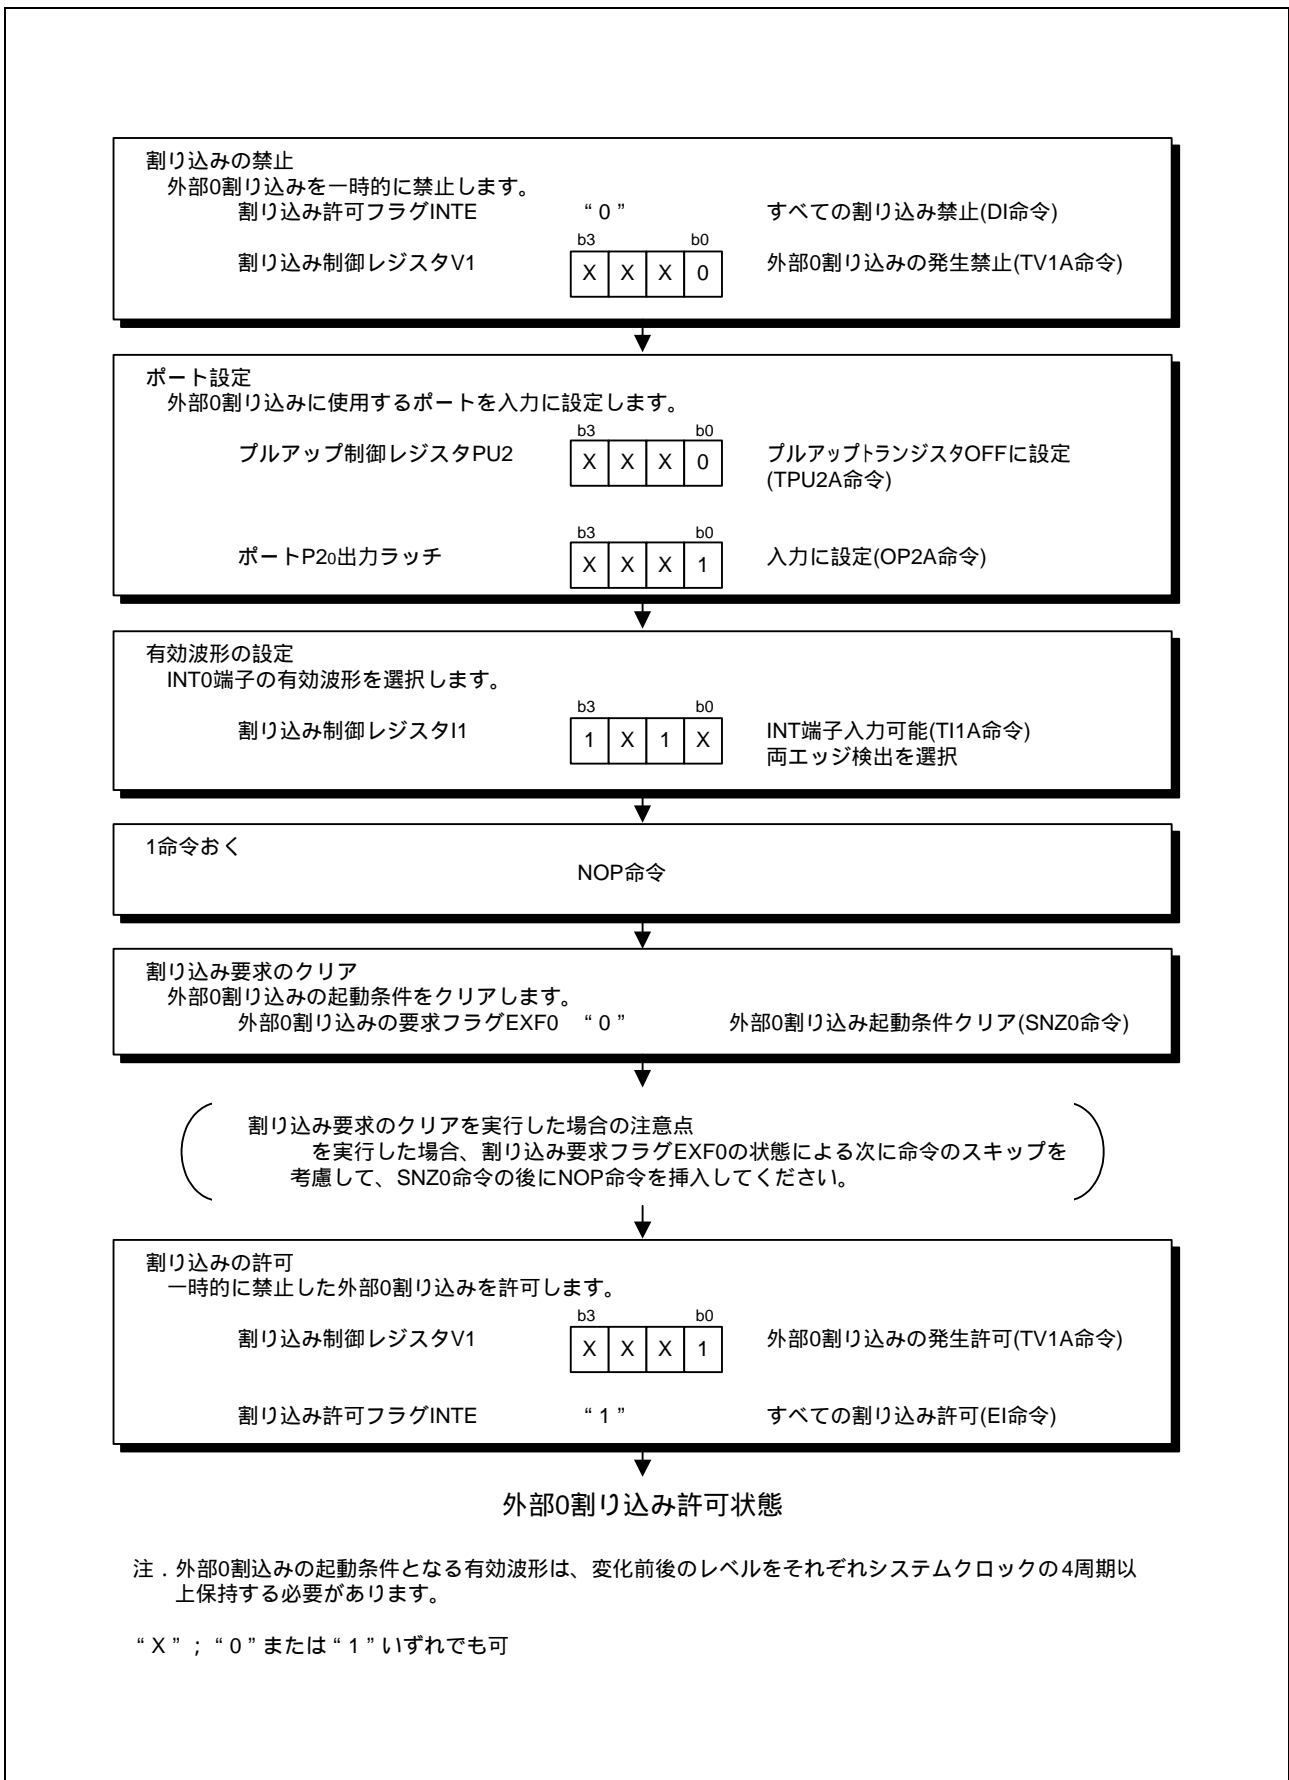 割り込みの禁止
外部0割り込みを一時的に禁止します。
割り込み許可フラグINTE “0” すべての割り込み禁止(DI命令)
b3 b0
割り込み制御レジスタV1 X X X 0 外部0割り込みの発生禁止(TV1A命令)
ポート設定
外部0割り込みに使用するポートを入力に設定します。
b3 b0
プルアップ制御レジスタPU2 X X X 0 プルアップトランジスタOFFに設定
(TPU2A命令)
b3 b0
ポートP20出力ラッチ X X X 1 入力に設定(OP2A命令)
有効波形の設定
INT0端子の有効波形を選択します。
b3 b0
割り込み制御レジスタI1 1 X 1 X INT端子入力可能(TI1A命令)
両エッジ検出を選択
1命令おく
NOP命令
割り込み要求のクリア
外部0割り込みの起動条件をクリアします。
外部0割り込みの要求フラグEXF0 “0” 外部0割り込み起動条件クリア(SNZ0命令)
割り込み要求のクリアを実行した場合の注意点
を実行した場合、割り込み要求フラグEXF0の状態による次に命令のスキップを
考慮して、SNZ0命令の後にNOP命令を挿入してください。
割り込みの許可
一時的に禁止した外部0割り込みを許可します。
b3 b0
割り込み制御レジスタV1 X X X 1 外部0割り込みの発生許可(TV1A命令)
割り込み許可フラグINTE “1” すべての割り込み許可(EI命令)
外部0割り込み許可状態
注．外部0割込みの起動条件となる有効波形は、変化前後のレベルをそれぞれシステムクロックの4周期以
上保持する必要があります。
“X”；“0”または“1”いずれでも可